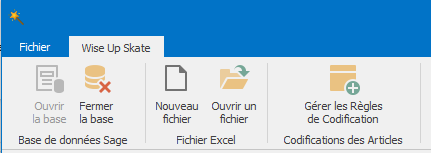 Fichier
Wise Up Skate
Ouvrir
la base
Fermer
la base
Base de données Sage
Nouveau
fichier
Ouvrir un
fichier
Fichier Excel
Gérer les Règles
de Codification
Codifications des Articles